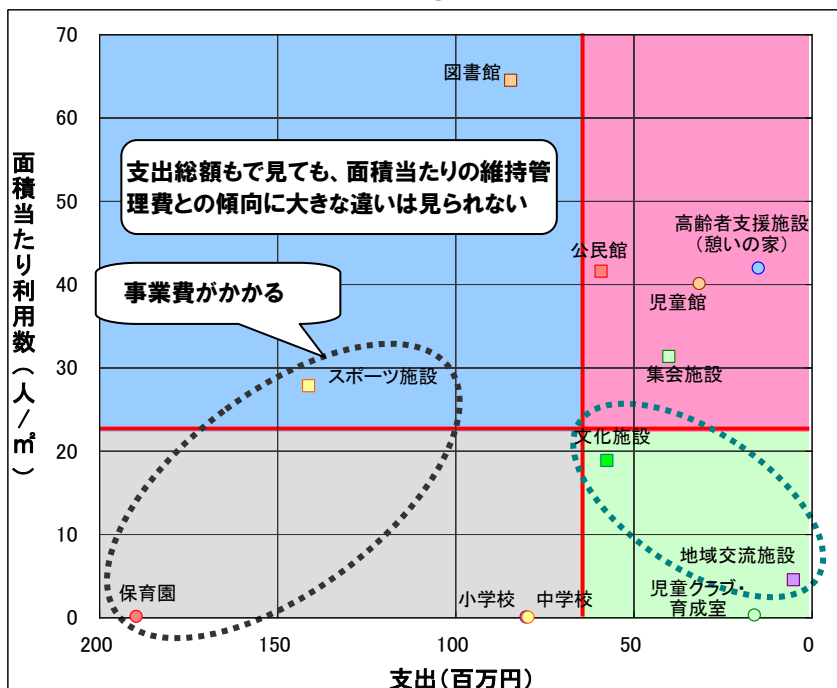 70
60
50
40
30
20
10
0
200
150
100
50
0
面積当たり利用数(人/㎡)
支出(百万円)
図書館
支出総額もで見ても、面積当たりの維持管
理費との傾向に大きな違いは見られない
事業費がかかる
公民館
高齢者支援施設
(憩いの家)
児童館
集会施設
スポーツ施設
文化施設
地域交流施設
児童クラブ・
育成室
保育園
小学校
中学校